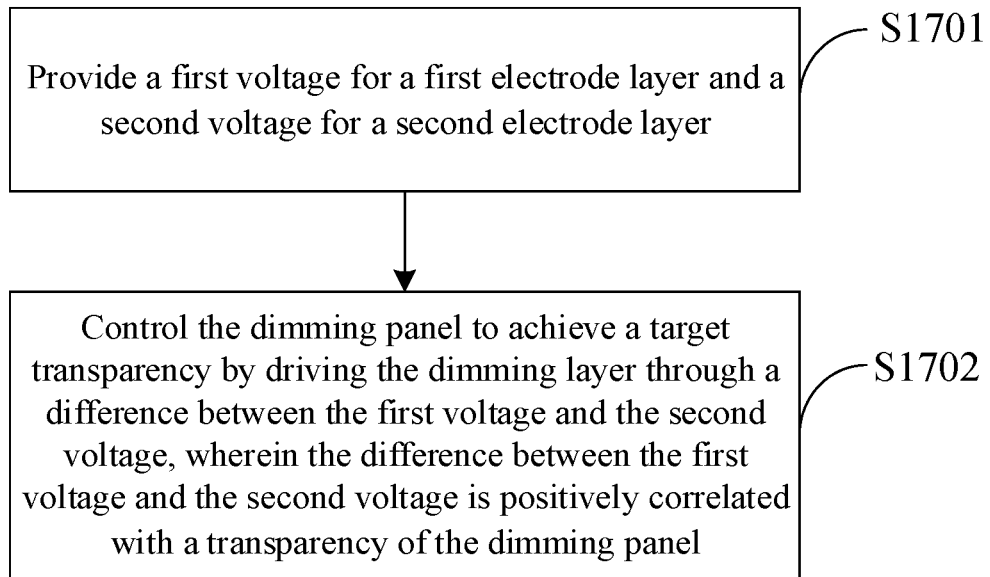 S1701
Provide a first voltage for a first electrode layer and a
second voltage for a second electrode layer
Control the dimming panel to achieve a target
transparency by driving the dimming layer through a
difference between the first voltage and the second
voltage, wherein the difference between the first
voltage and the second voltage is positively correlated
with a transparency of the dimming panel
S1702